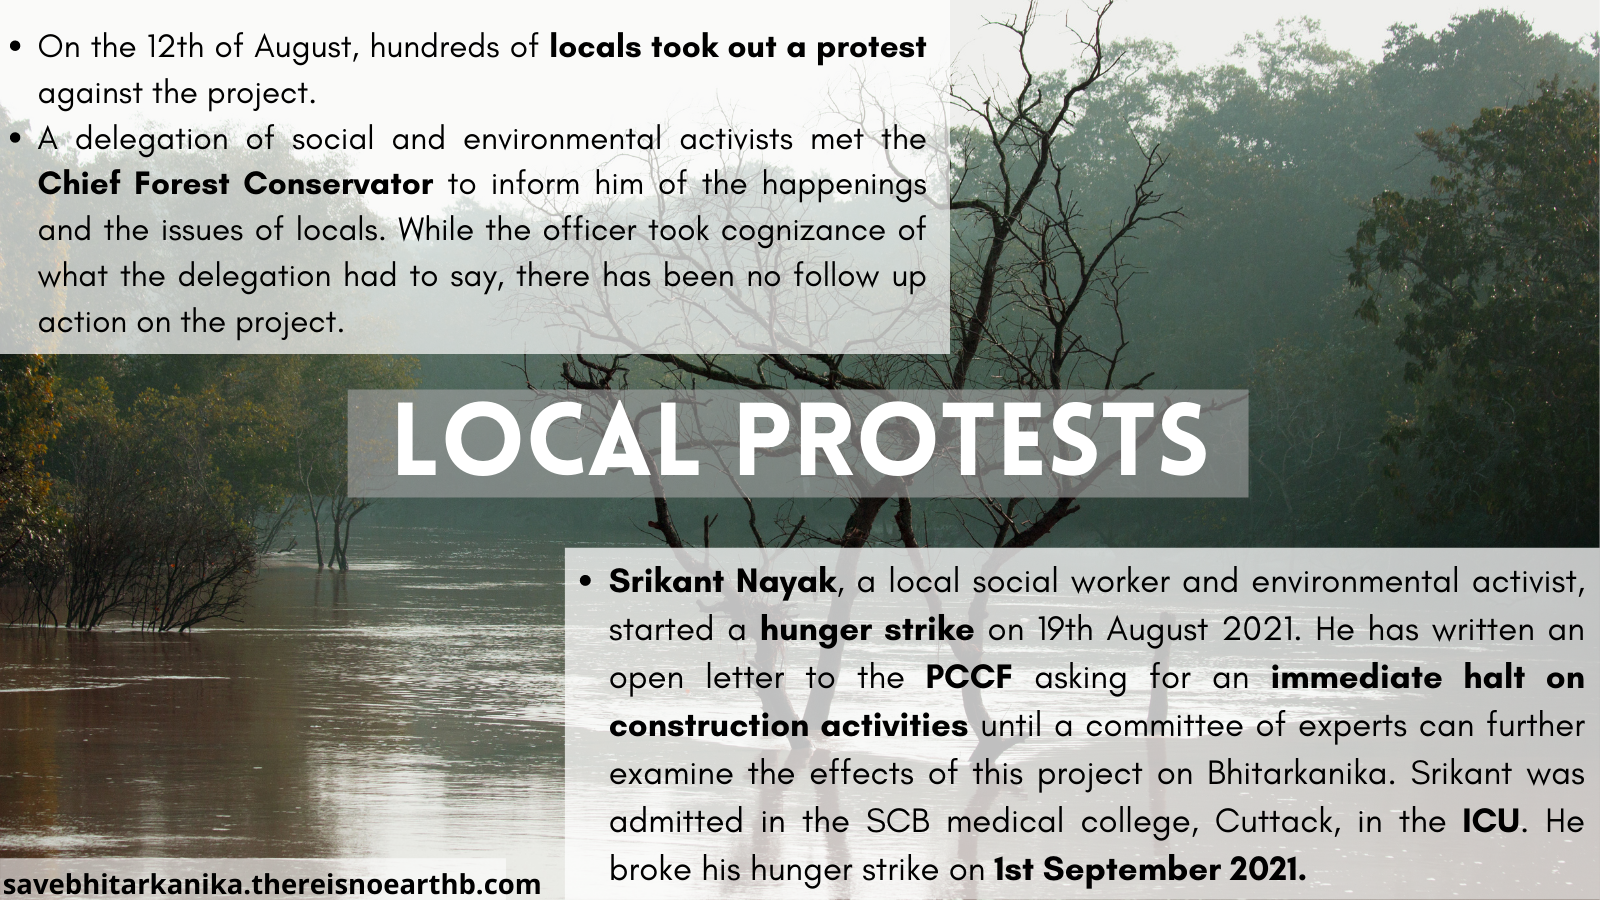 • On the 12th of August, hundreds of locals took out a protest
against the project.
• A delegation of social and environmental activists met the
Chief Forest Conservator to inform him of the happenings
and the issues of locals. While the officer took cognizance of
what the delegation had to say, there has been no follow up
action on the project.
LOCAL PROTESTS
• Srikant Nayak, a local social worker and environmental activist,
started a hunger strike on 19th August 2021. He has written an
open letter to the PCCF asking for an immediate halt on
construction activities until a committee of experts can further
examine the effects of this project on Bhitarkanika. Srikant was
admitted in the SCB medical college, Cuttack, in the ICU. He
broke his hunger strike on 1st September 2021.
savebhitarkanika.thereisnoearthb.com